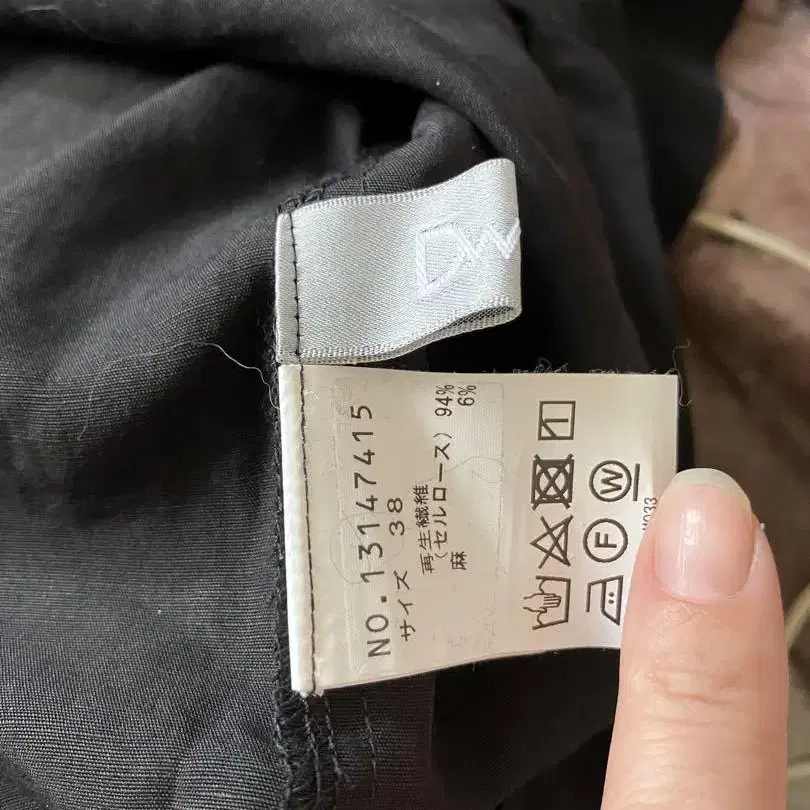 NO.13147415
サイズ 38
再生繊維
(セルロース) 94%
麻 6%
F
W